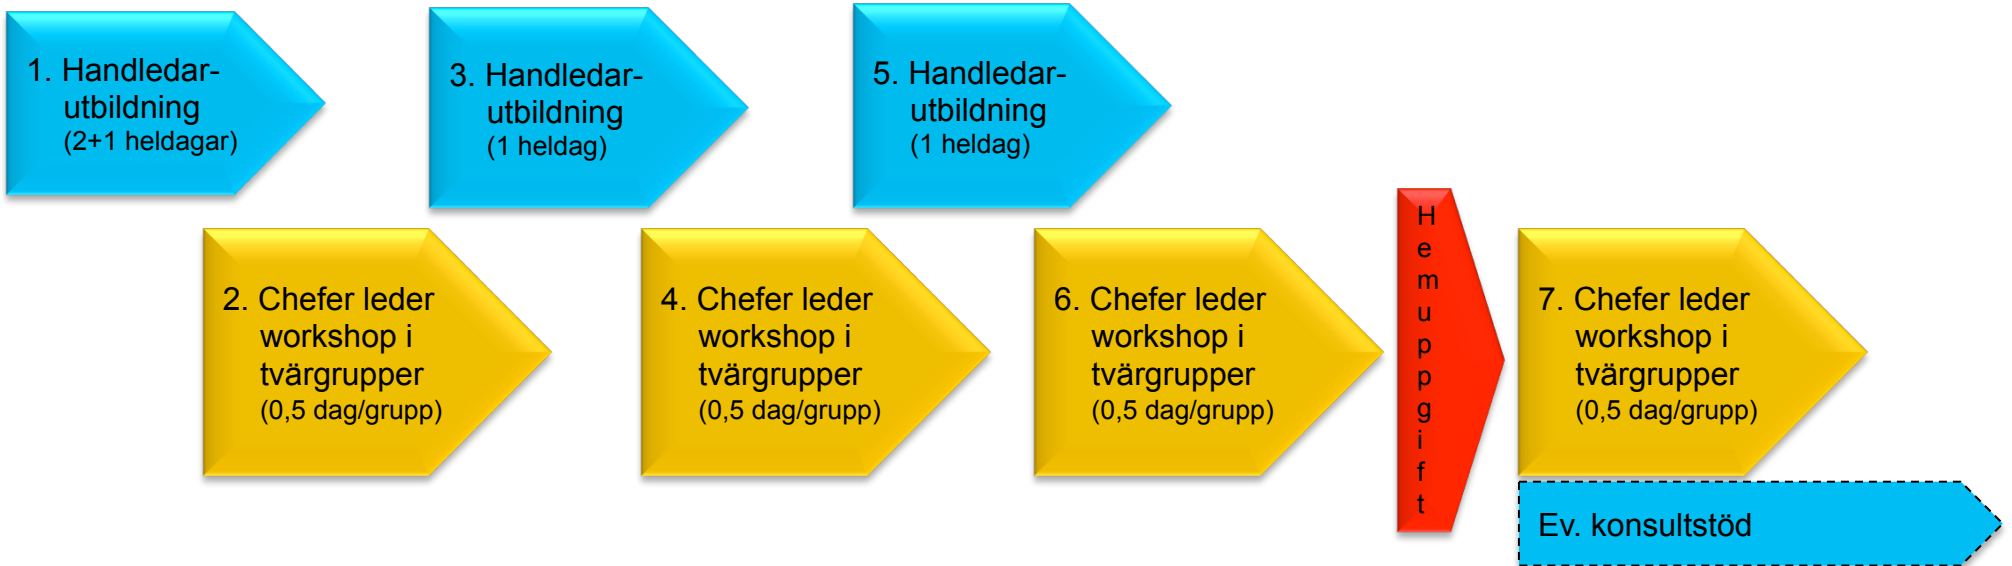 1. Handledar-
utbildning
(2+1 heldagar)
3. Handledar-
utbildning
(1 heldag)
5. Handledar-
utbildning
(1 heldag)
2. Chefer leder
workshop i
tvärgrupper
(0,5 dag/grupp)
4. Chefer leder
workshop i
tvärgrupper
(0,5 dag/grupp)
6. Chefer leder
workshop i
tvärgrupper
(0,5 dag/grupp)
Hemuppgift
7. Chefer leder
workshop i
tvärgrupper
(0,5 dag/grupp)
Ev. konsultstöd